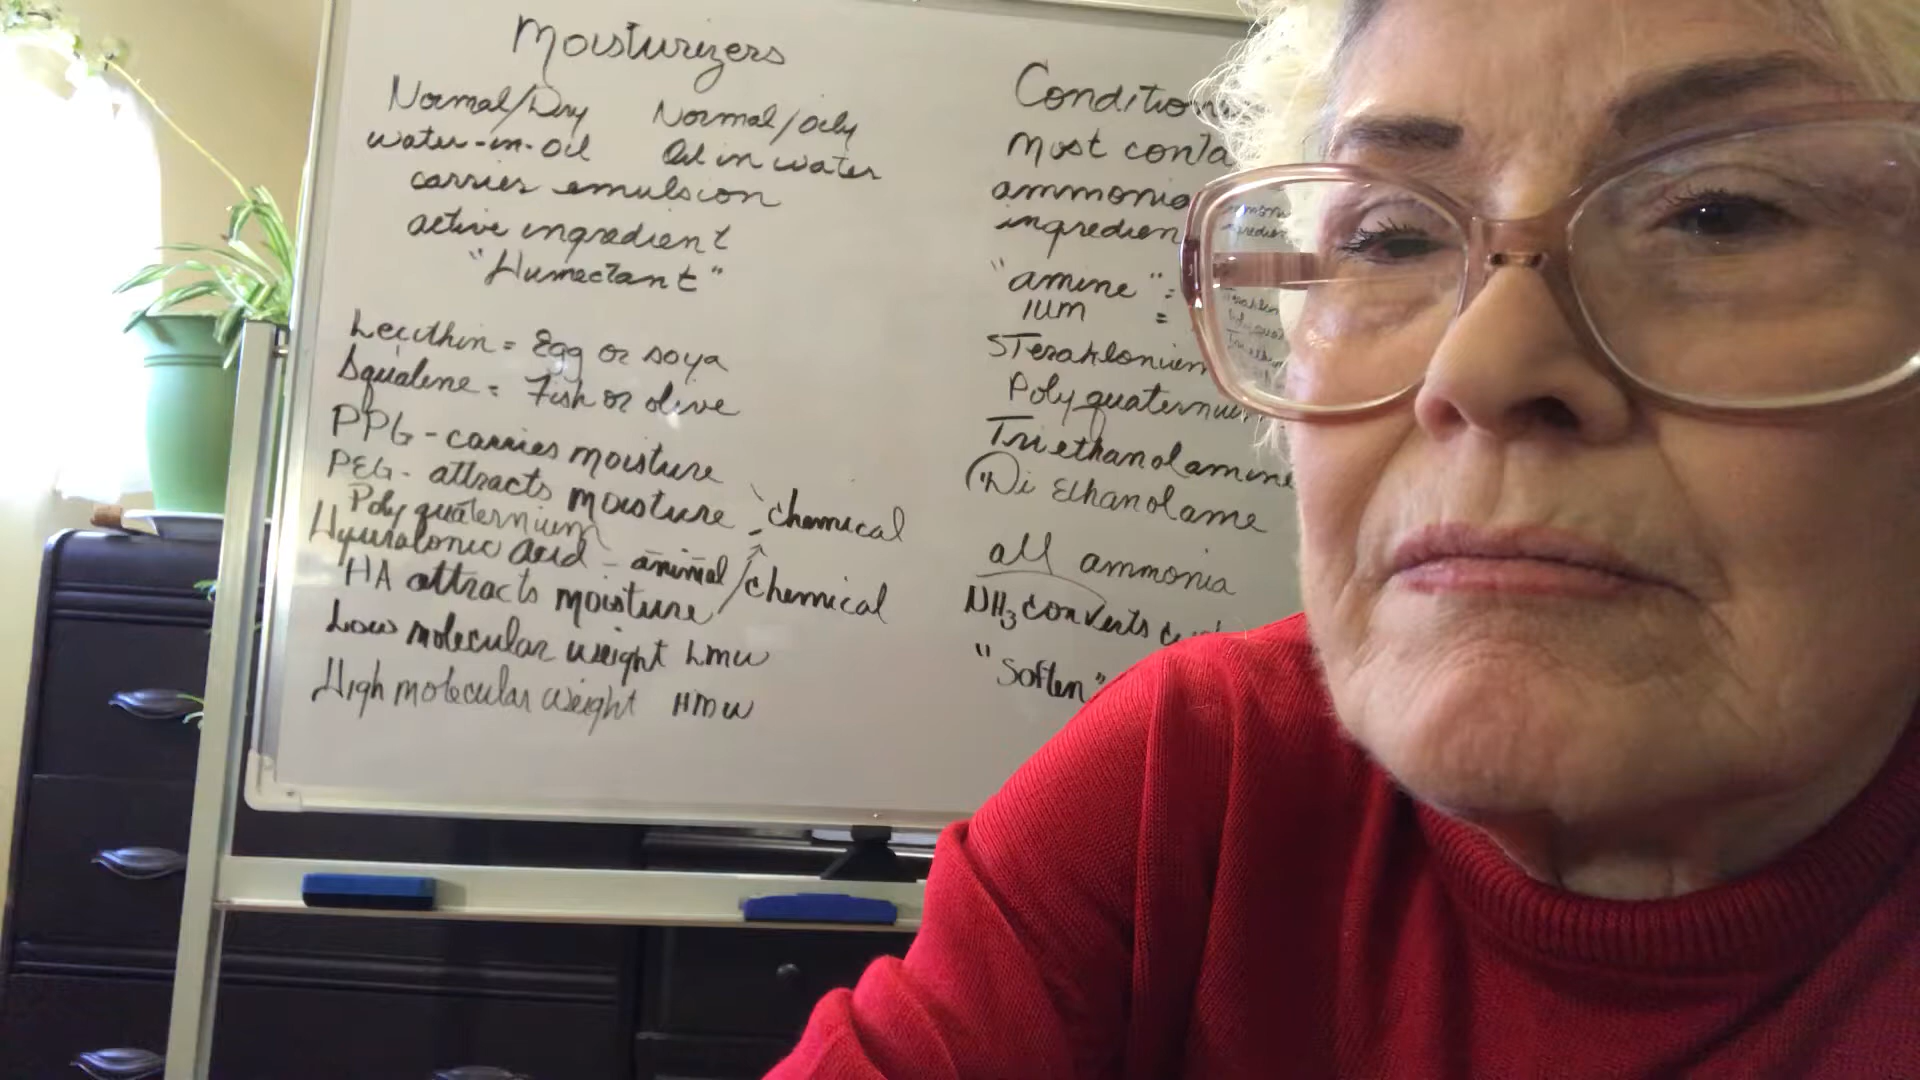 Moisturizers
Normal/Dry Normal/oily
water-in-oil Oil in water
carrier emulsion
active ingredient
"Humectant"
Lecithin = Egg or soya
Squalene = Fish or olive
PPG - carries moisture
PEG - attracts moisture - chemical
Polyquaternium
Hyuralonic acid - animal/chemical
HA attracts moisture
Low molecular weight LMW
High molecular weight HMW
Condition
most conta
ammonia
ingredien
"amine" =
ium =
Polyquaternium
Triethanolamine
("Di Ethanolame
all ammonia
NH3 converts
"Soften"